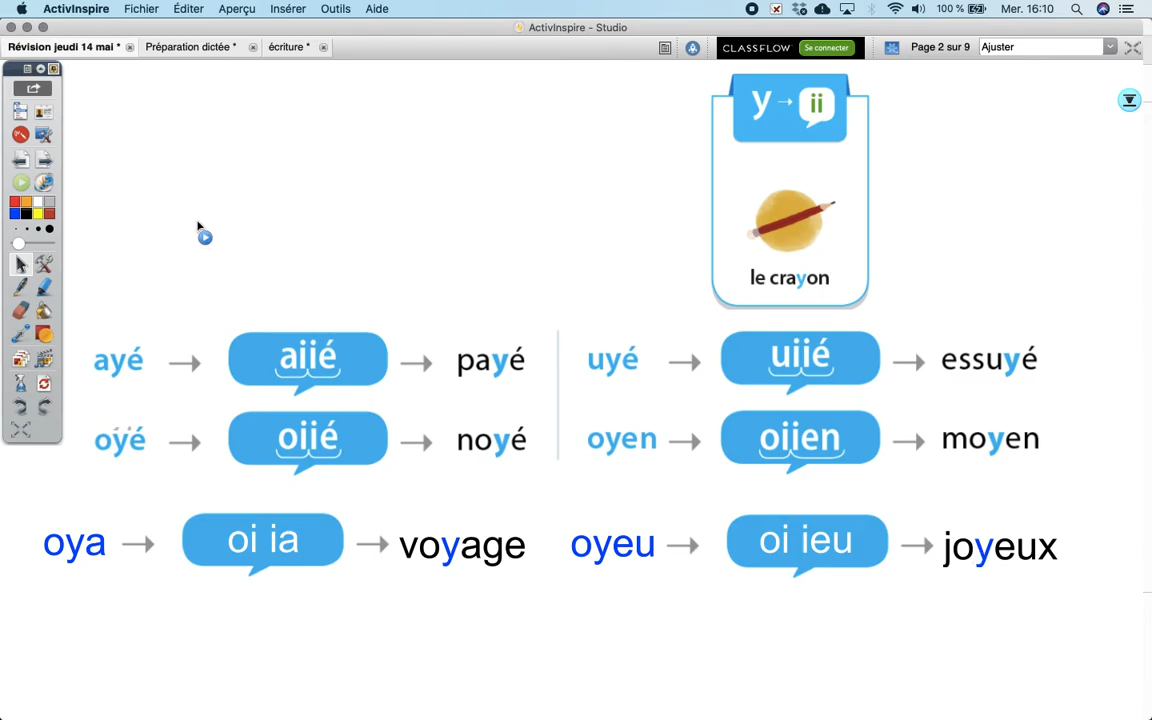 ActivInspire Fichier Éditer Aperçu Insérer Outils Aide 100 % Mer. 16:10
ActivInspire - Studio
Révision jeudi 14 mai * Préparation dictée * écriture * CLASSFLOW Se connecter Page 2 sur 9 Ajuster
y → ii
le crayon
ayé → aiié → payé
uyé → uiié → essuyé
oyé → oiié → noyé
oyen → oiien → moyen
oya → oi ia → voyage
oyeu → oi ieu → joyeux